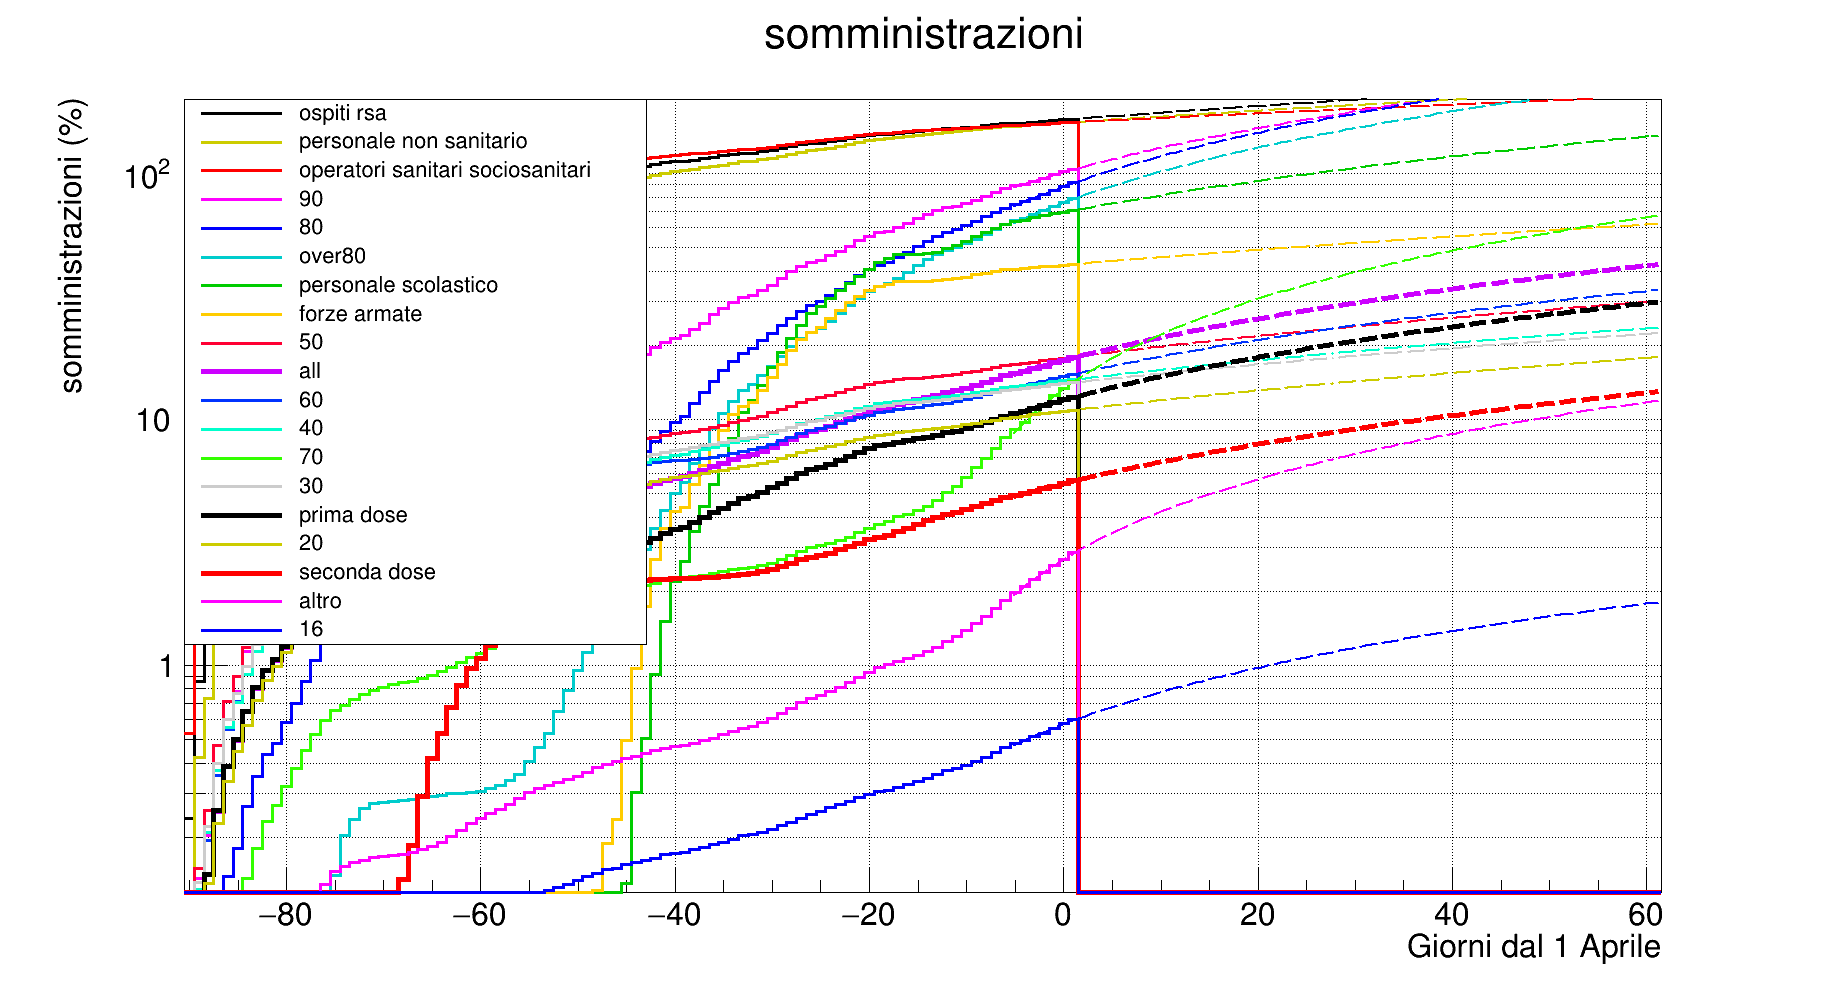 somministrazioni
somministrazioni (%)
10²
10
1
ospiti rsa
personale non sanitario
operatori sanitari sociosanitari
90
80
over80
personale scolastico
forze armate
50
all
60
40
70
30
prima dose
20
seconda dose
altro
16
−80 −60 −40 −20 0 20 40 60
Giorni dal 1 Aprile